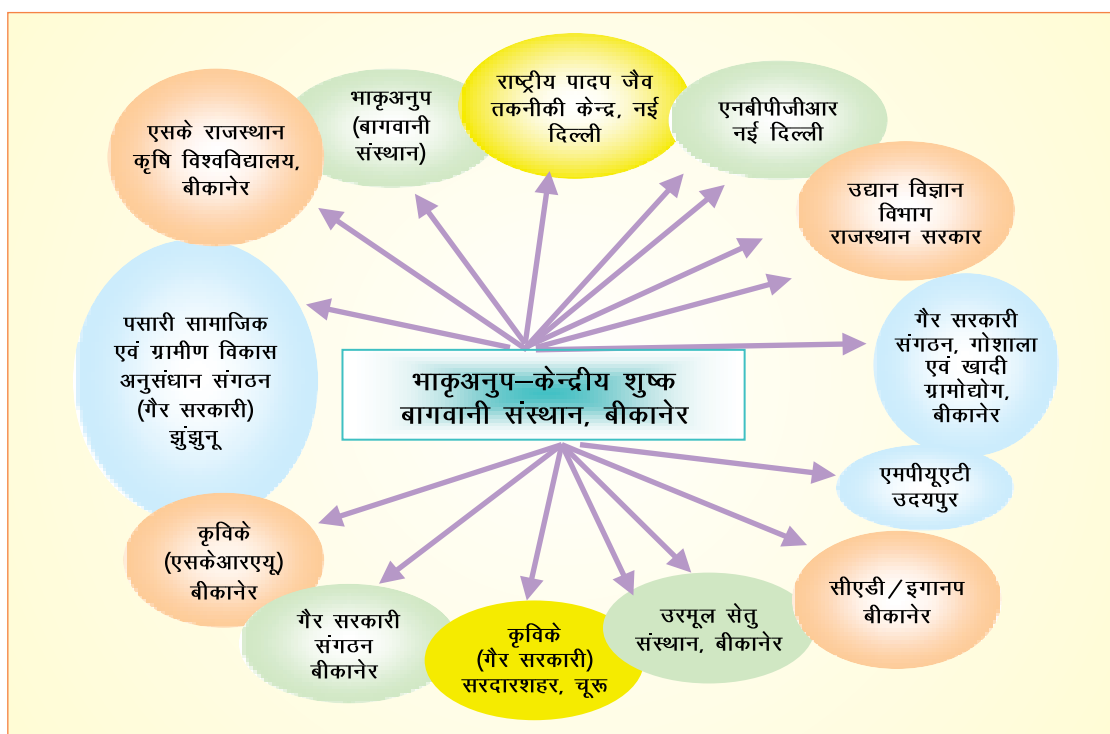 राष्ट्रीय पादप जैव
तकनीकी केन्द्र, नई
दिल्ली
भाकृअनुप
(बागवानी
संस्थान)
एनबीपीजीआर
नई दिल्ली
एसके राजस्थान
कृषि विश्वविद्यालय,
बीकानेर
उद्यान विज्ञान
विभाग
राजस्थान सरकार
पसारी सामाजिक
एवं ग्रामीण विकास
अनुसंधान संगठन
(गैर सरकारी)
झुंझुनू
गैर सरकारी
संगठन, गोशाला
एवं खादी
ग्रामोद्योग,
बीकानेर
भाकृअनुप–केन्द्रीय शुष्क
बागवानी संस्थान, बीकानेर
एमपीयूएटी
उदयपुर
कृविके
(एसकेआरएयू)
बीकानेर
सीएडी/इगानप
बीकानेर
गैर सरकारी
संगठन
बीकानेर
कृविके
(गैर सरकारी)
सरदारशहर, चूरू
उरमूल सेतु
संस्थान, बीकानेर